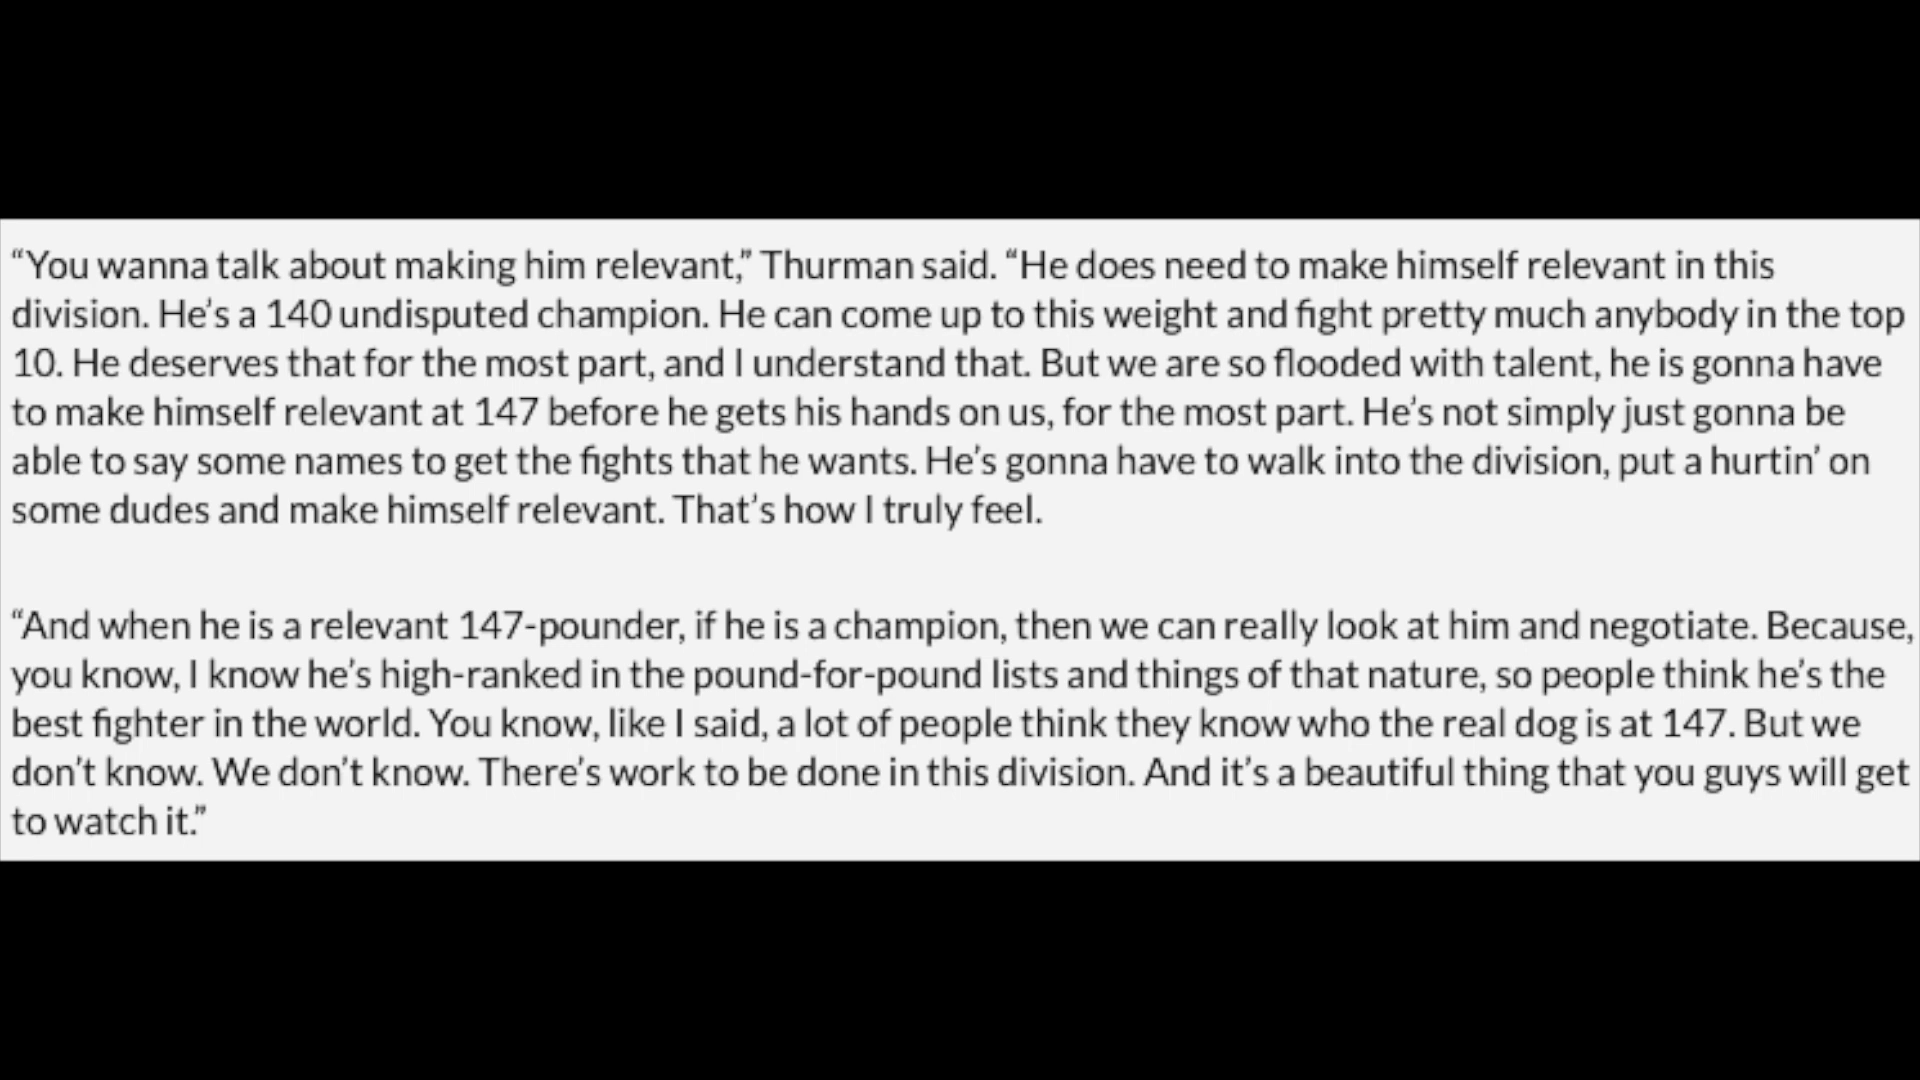 “You wanna talk about making him relevant,” Thurman said. “He does need to make himself relevant in this
division. He’s a 140 undisputed champion. He can come up to this weight and fight pretty much anybody in the top
10. He deserves that for the most part, and I understand that. But we are so flooded with talent, he is gonna have
to make himself relevant at 147 before he gets his hands on us, for the most part. He’s not simply just gonna be
able to say some names to get the fights that he wants. He’s gonna have to walk into the division, put a hurtin’ on
some dudes and make himself relevant. That’s how I truly feel.
“And when he is a relevant 147-pounder, if he is a champion, then we can really look at him and negotiate. Because,
you know, I know he’s high-ranked in the pound-for-pound lists and things of that nature, so people think he’s the
best fighter in the world. You know, like I said, a lot of people think they know who the real dog is at 147. But we
don’t know. We don’t know. There’s work to be done in this division. And it’s a beautiful thing that you guys will get
to watch it.”